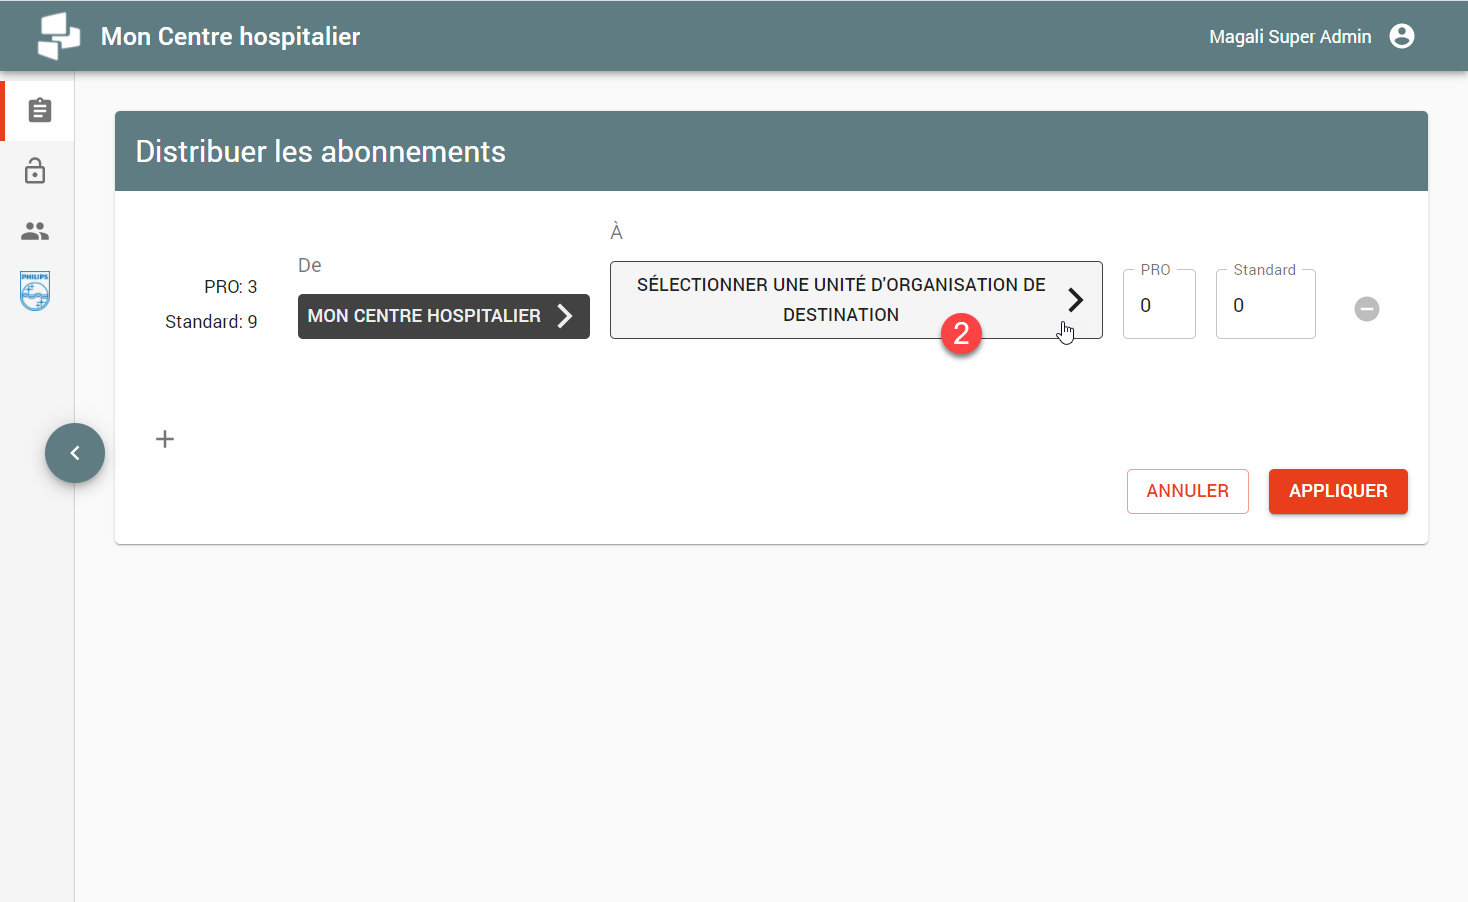 Mon Centre hospitalier
Magali Super Admin
PHILIPS
Distribuer les abonnements
PRO: 3
Standard: 9
De
MON CENTRE HOSPITALIER
À
SÉLECTIONNER UNE UNITÉ D'ORGANISATION DE
DESTINATION
2
PRO
0
Standard
0
ANNULER
APPLIQUER